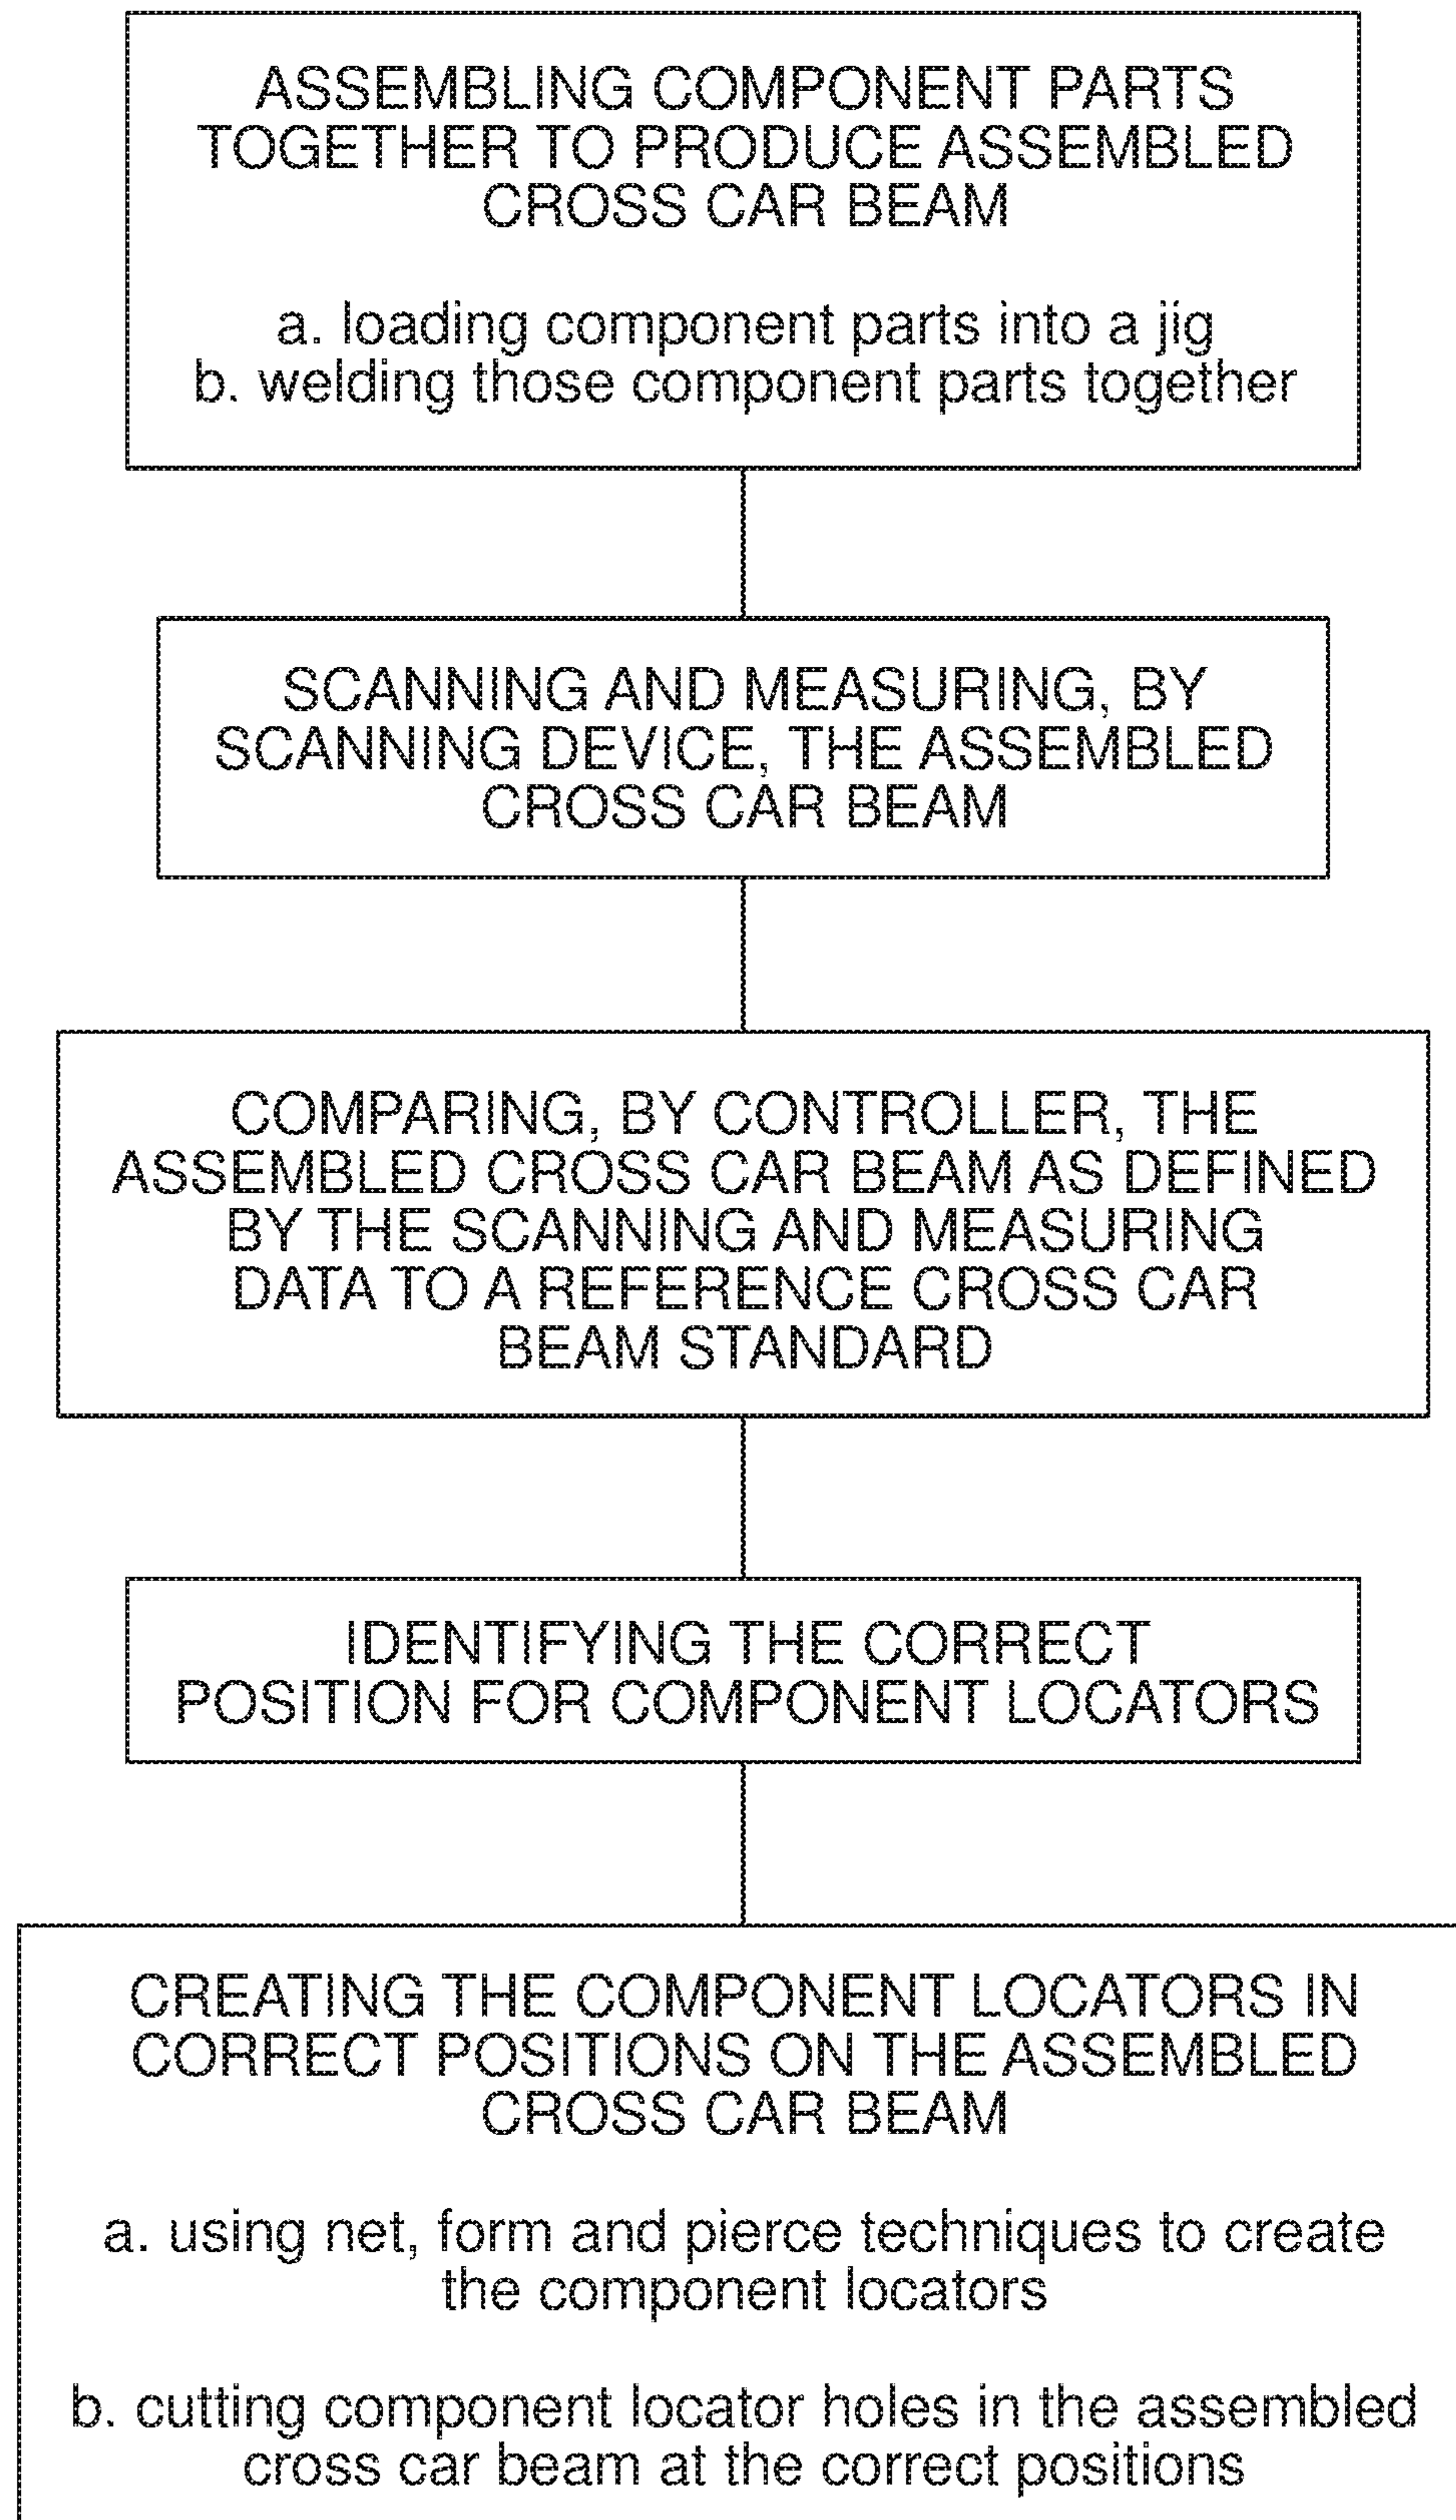 ASSEMBLING COMPONENT PARTS
TOGETHER TO PRODUCE ASSEMBLED
CROSS CAR BEAM
a. loading component parts into a jig
b. welding those component parts together
SCANNING AND MEASURING, BY
SCANNING DEVICE, THE ASSEMBLED
CROSS CAR BEAM
COMPARING, BY CONTROLLER, THE
ASSEMBLED CROSS CAR BEAM AS DEFINED
BY THE SCANNING AND MEASURING
DATA TO A REFERENCE CROSS CAR
BEAM STANDARD
IDENTIFYING THE CORRECT
POSITION FOR COMPONENT LOCATORS
CREATING THE COMPONENT LOCATORS IN
CORRECT POSITIONS ON THE ASSEMBLED
CROSS CAR BEAM
a. using net, form and pierce techniques to create
the component locators
b. cutting component locator holes in the assembled
cross car beam at the correct positions